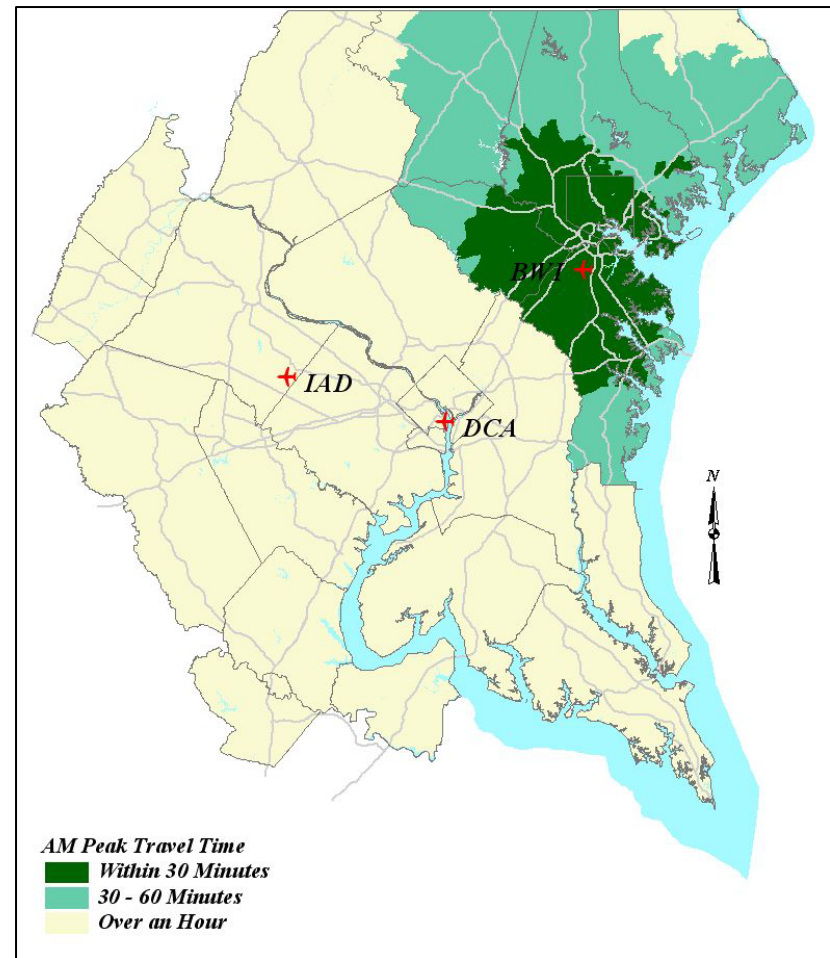 BWI
IAD
DCA
N
AM Peak Travel Time
Within 30 Minutes
30 - 60 Minutes
Over an Hour